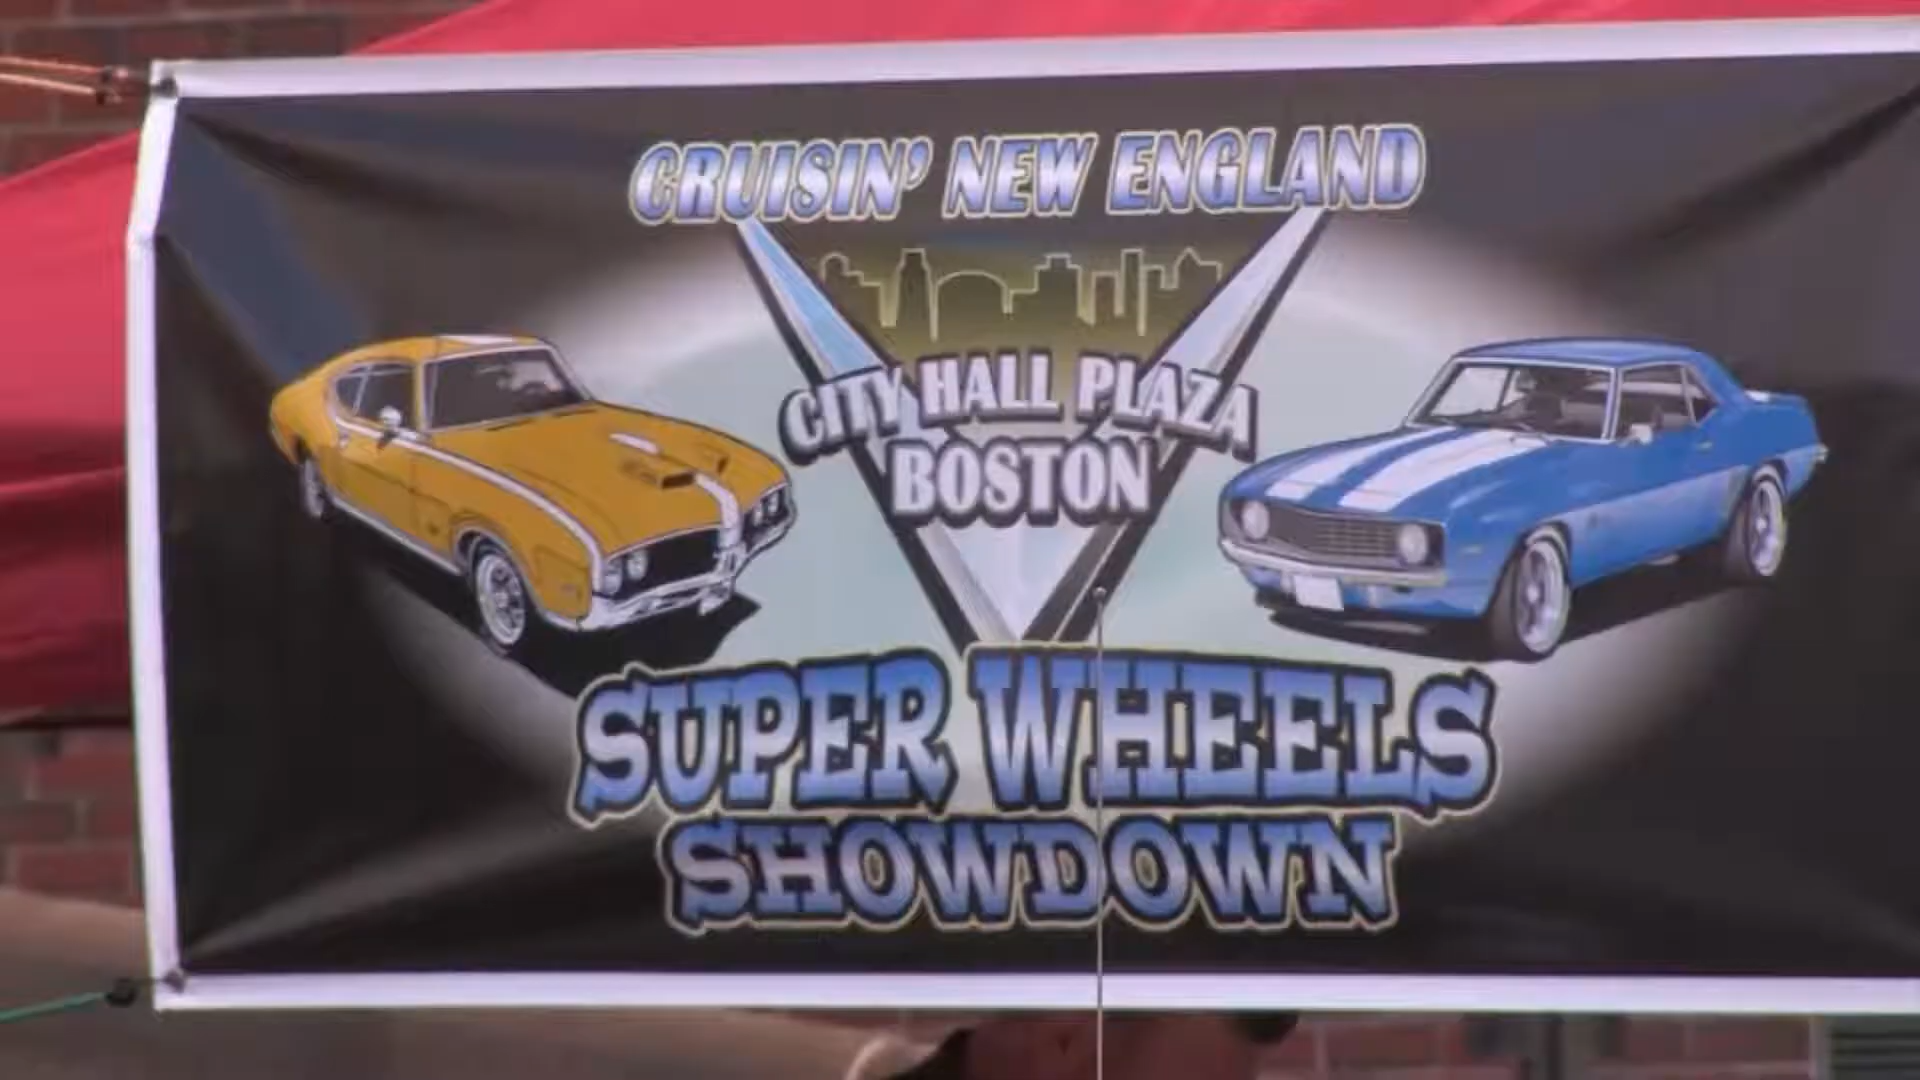 CRUISIN' NEW ENGLAND
CITY HALL PLAZA
BOSTON
SUPER WHEELS
SHOWDOWN